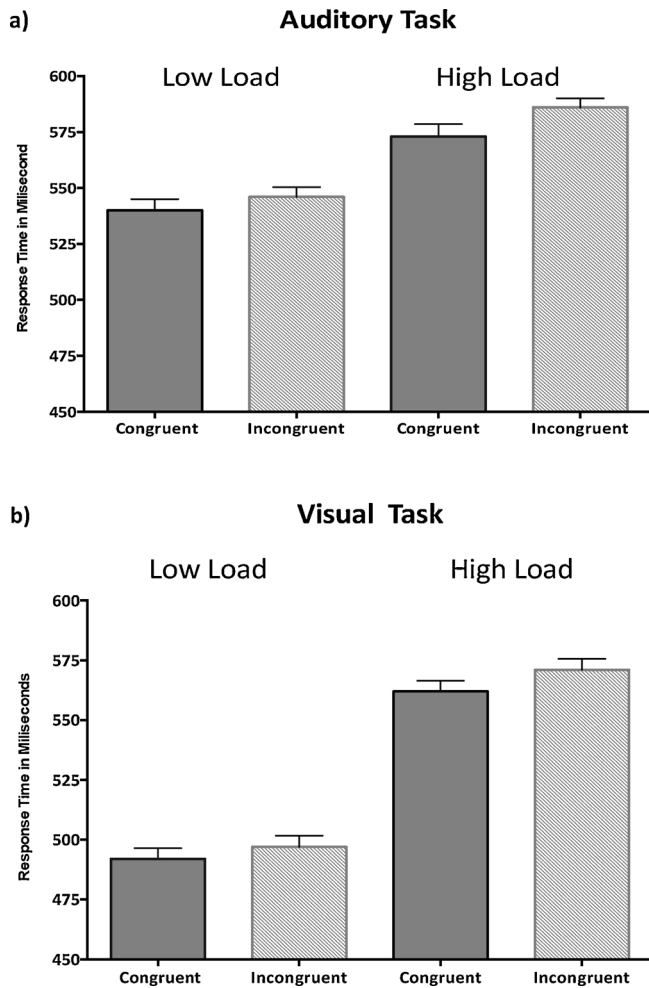 a)
Auditory Task
Low Load High Load
Response Time in Milisecond
600
575
550
525
500
475
450
Congruent Incongruent Congruent Incongruent
b)
Visual Task
Low Load High Load
Response Time in Miliseconds
600
575
550
525
500
475
450
Congruent Incongruent Congruent Incongruent